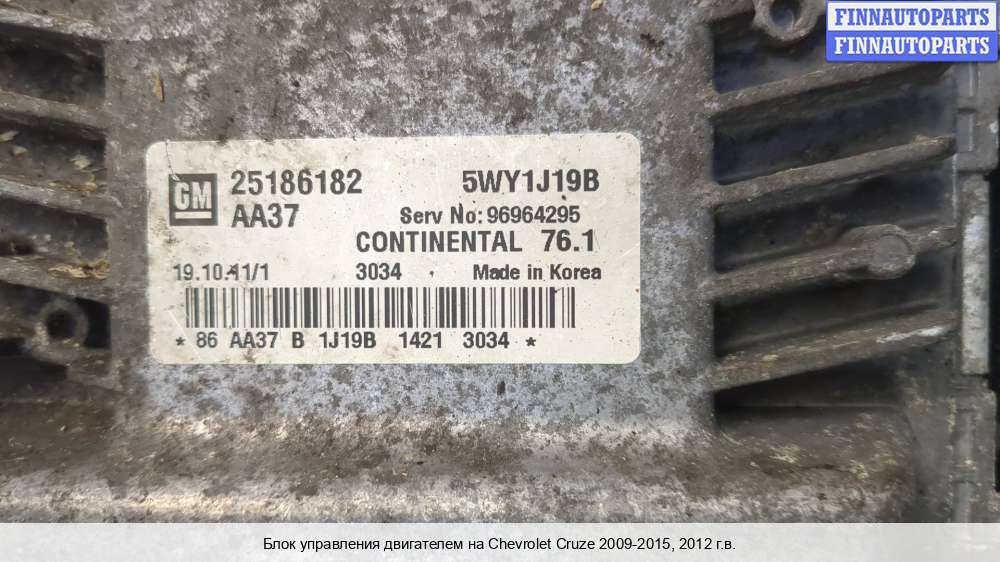 FINNAUTOPARTS
FINNAUTOPARTS
GM 25186182 5WY1J19B
AA37 Serv No: 96964295
CONTINENTAL 76.1
19.10.11/1 3034 Made in Korea
* 86 AA37 B 1J19B 1421 3034 *
Блок управления двигателем на Chevrolet Cruze 2009-2015, 2012 г.в.